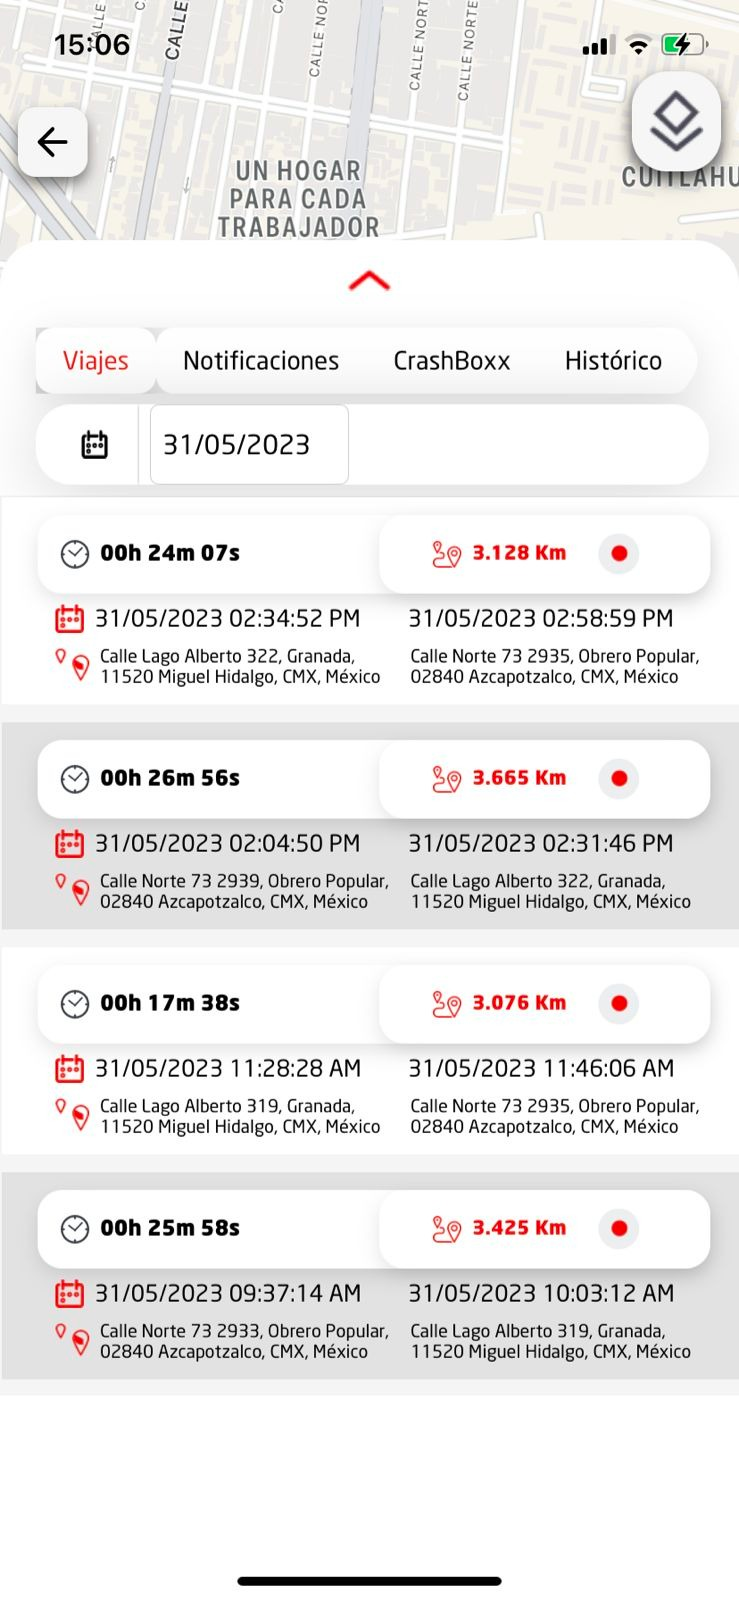 15:06
CALLE
CALLE
CALLE NOR
CALLE NORT
CALLE NORTE
UN HOGAR
PARA CADA
TRABAJADOR
CUITLAHU
Viajes Notificaciones CrashBoxx Histórico
31/05/2023
00h 24m 07s 3.128 Km
31/05/2023 02:34:52 PM 31/05/2023 02:58:59 PM
Calle Lago Alberto 322, Granada, Calle Norte 73 2935, Obrero Popular,
11520 Miguel Hidalgo, CMX, México 02840 Azcapotzalco, CMX, México
00h 26m 56s 3.665 Km
31/05/2023 02:04:50 PM 31/05/2023 02:31:46 PM
Calle Norte 73 2939, Obrero Popular, Calle Lago Alberto 322, Granada,
02840 Azcapotzalco, CMX, México 11520 Miguel Hidalgo, CMX, México
00h 17m 38s 3.076 Km
31/05/2023 11:28:28 AM 31/05/2023 11:46:06 AM
Calle Lago Alberto 319, Granada, Calle Norte 73 2935, Obrero Popular,
11520 Miguel Hidalgo, CMX, México 02840 Azcapotzalco, CMX, México
00h 25m 58s 3.425 Km
31/05/2023 09:37:14 AM 31/05/2023 10:03:12 AM
Calle Norte 73 2933, Obrero Popular, Calle Lago Alberto 319, Granada,
02840 Azcapotzalco, CMX, México 11520 Miguel Hidalgo, CMX, México